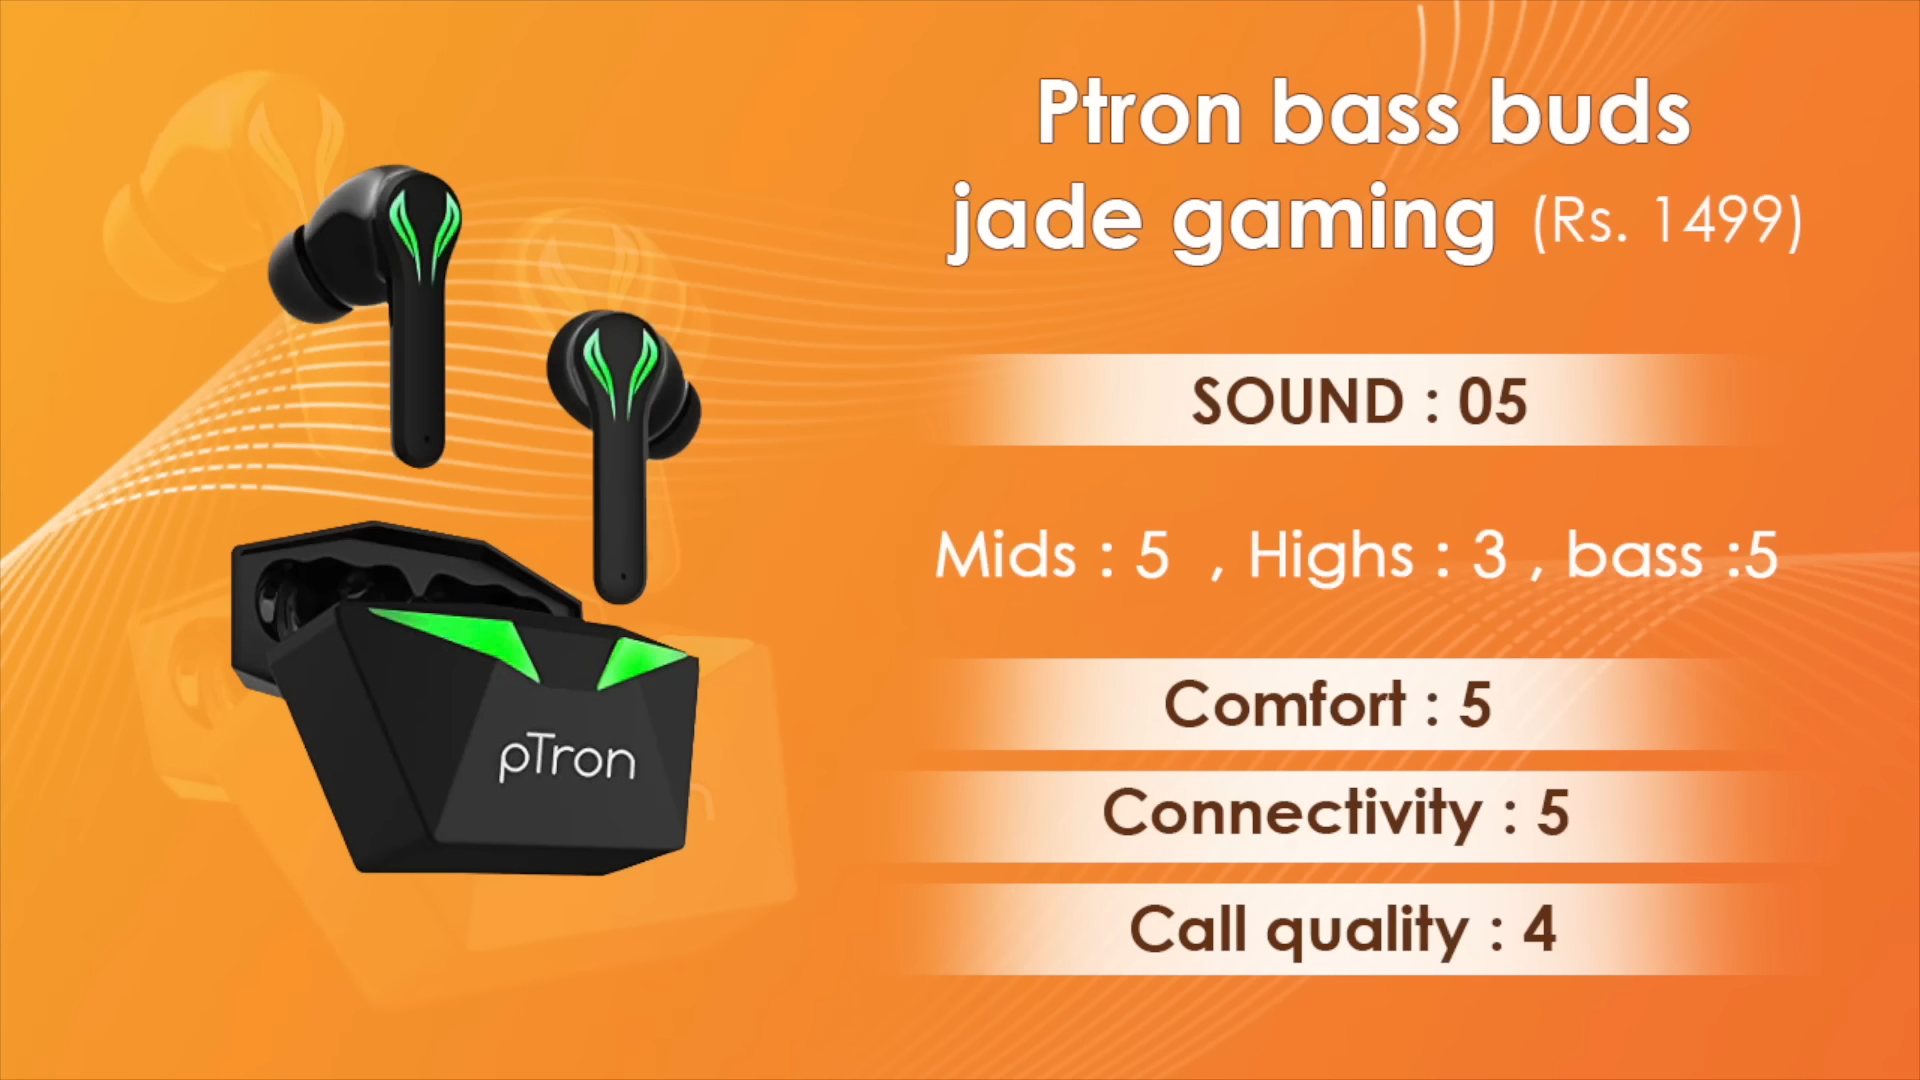 Ptron bass buds
jade gaming (Rs. 1499)
SOUND : 05
Mids : 5 , Highs : 3 , bass :5
Comfort : 5
Connectivity : 5
Call quality : 4
pTron